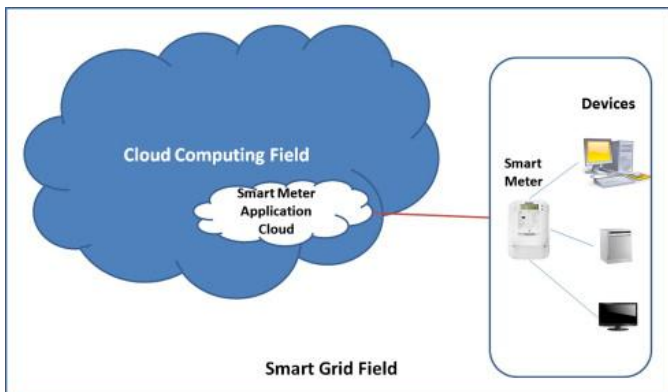 Cloud Computing Field
Smart Meter
Application
Cloud
Devices
Smart
Meter
Smart Grid Field